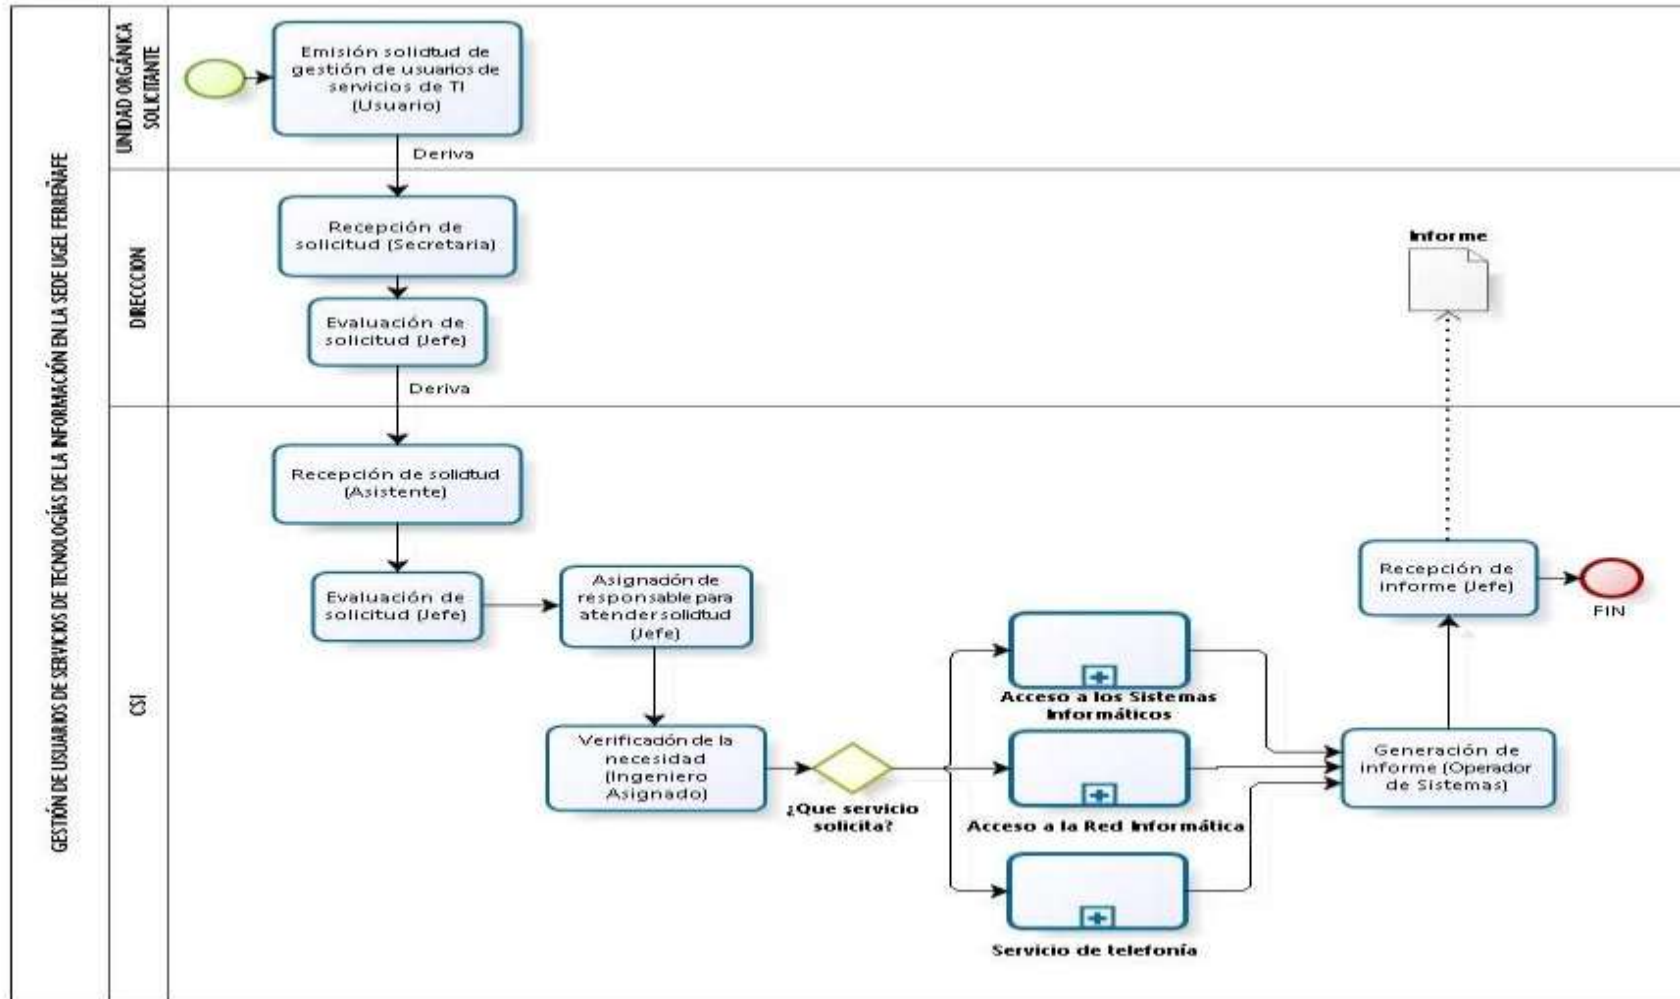 GESTIÓN DE USUARIOS DE SERVICIOS DE TECNOLOGÍAS DE LA INFORMACIÓN EN LA SEDE UGEL FERREÑAFE
UNIDAD ORGÁNICA
SOLICITANTE
Emisión solicitud de
gestión de usuarios de
servicios de TI
(Usuario)
Deriva
DIRECCION
Recepción de
solicitud (Secretaria)
Evaluación de
solicitud (Jefe)
Deriva
Informe
CSI
Recepción de solicitud
(Asistente)
Evaluación de
solicitud (Jefe)
Asignación de
responsable para
atender solicitud
(Jefe)
Verificación de la
necesidad
(Ingeniero
Asignado)
¿Que servicio
solicita?
Acceso a los Sistemas
Informáticos
Acceso a la Red Informática
Servicio de telefonía
Generación de
informe (Operador
de Sistemas)
Recepción de
informe (Jefe)
FIN